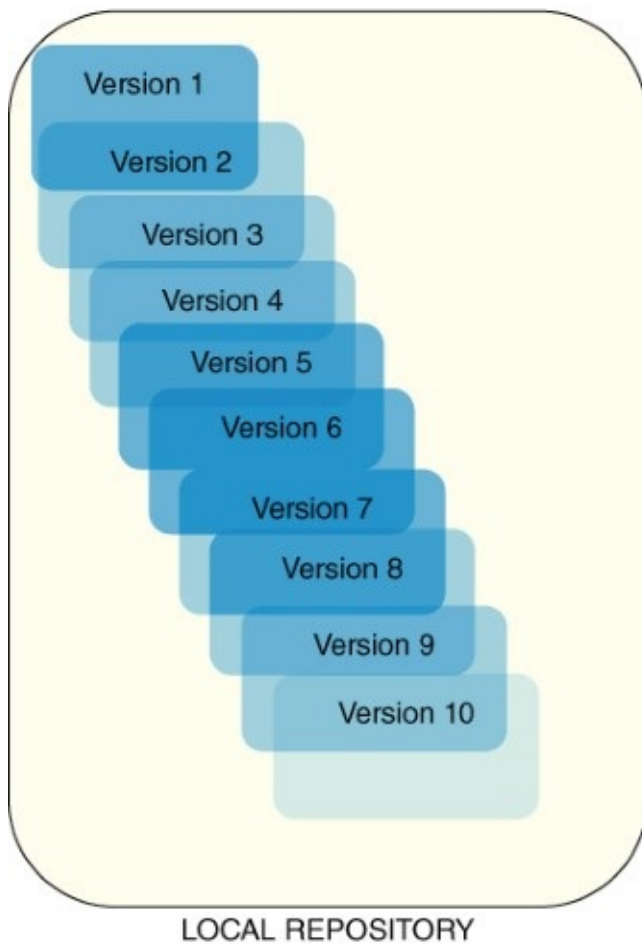 Version 1
Version 2
Version 3
Version 4
Version 5
Version 6
Version 7
Version 8
Version 9
Version 10
LOCAL REPOSITORY